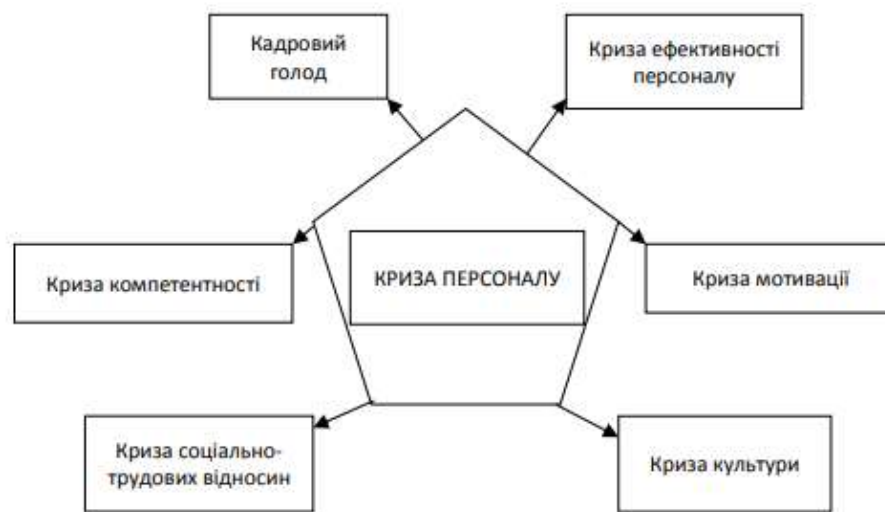 Кадровий
голод
Криза ефективності
персоналу
Криза компетентності
КРИЗА ПЕРСОНАЛУ
Криза мотивації
Криза соціально-
трудових відносин
Криза культури